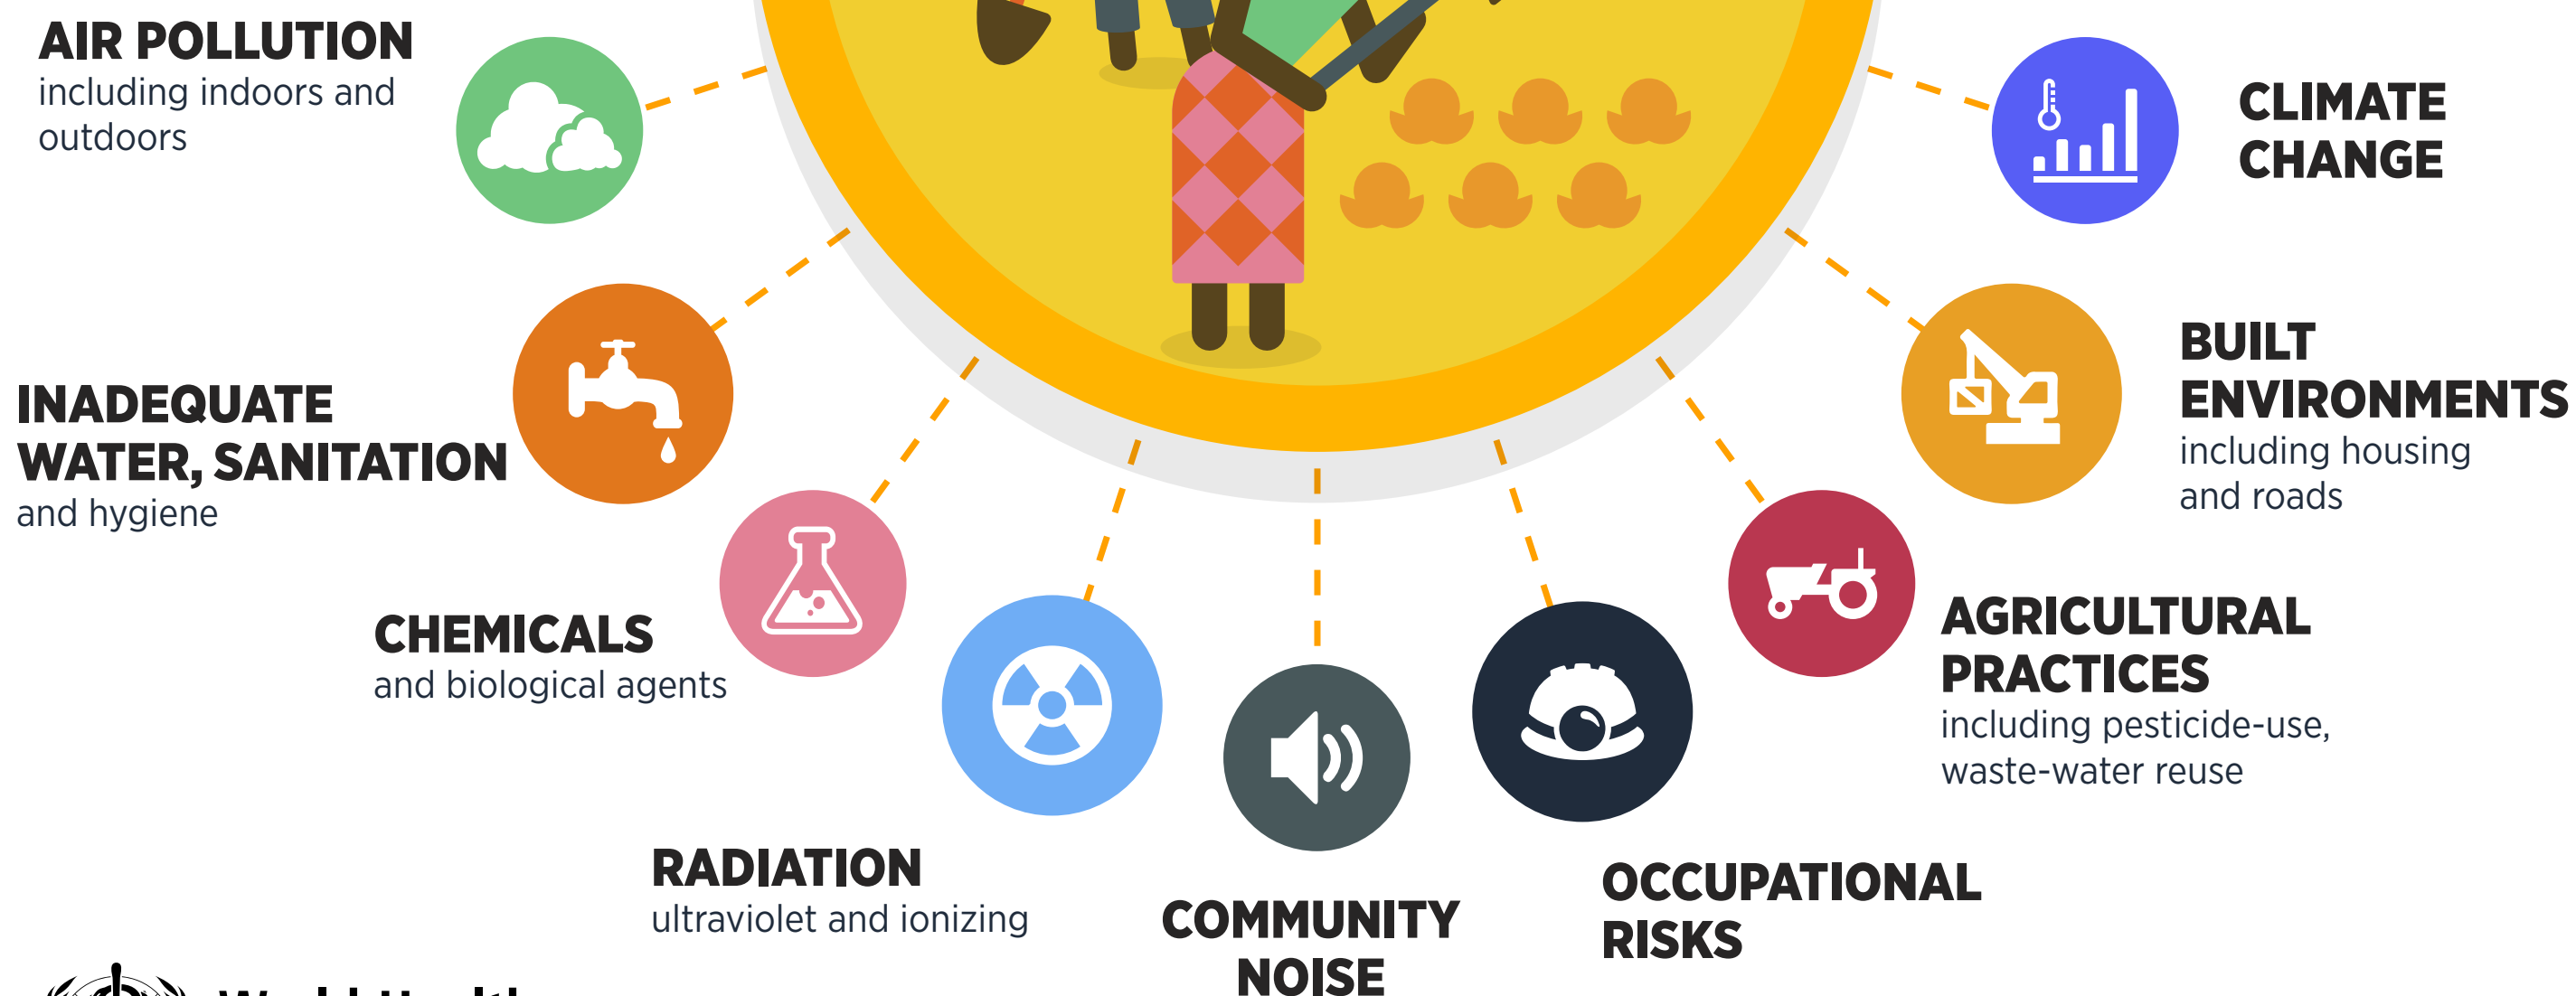 AIR POLLUTION
including indoors and
outdoors
CLIMATE
CHANGE
INADEQUATE
WATER, SANITATION
and hygiene
BUILT
ENVIRONMENTS
including housing
and roads
CHEMICALS
and biological agents
AGRICULTURAL
PRACTICES
including pesticide-use,
waste-water reuse
RADIATION
ultraviolet and ionizing
COMMUNITY
NOISE
OCCUPATIONAL
RISKS
World Health